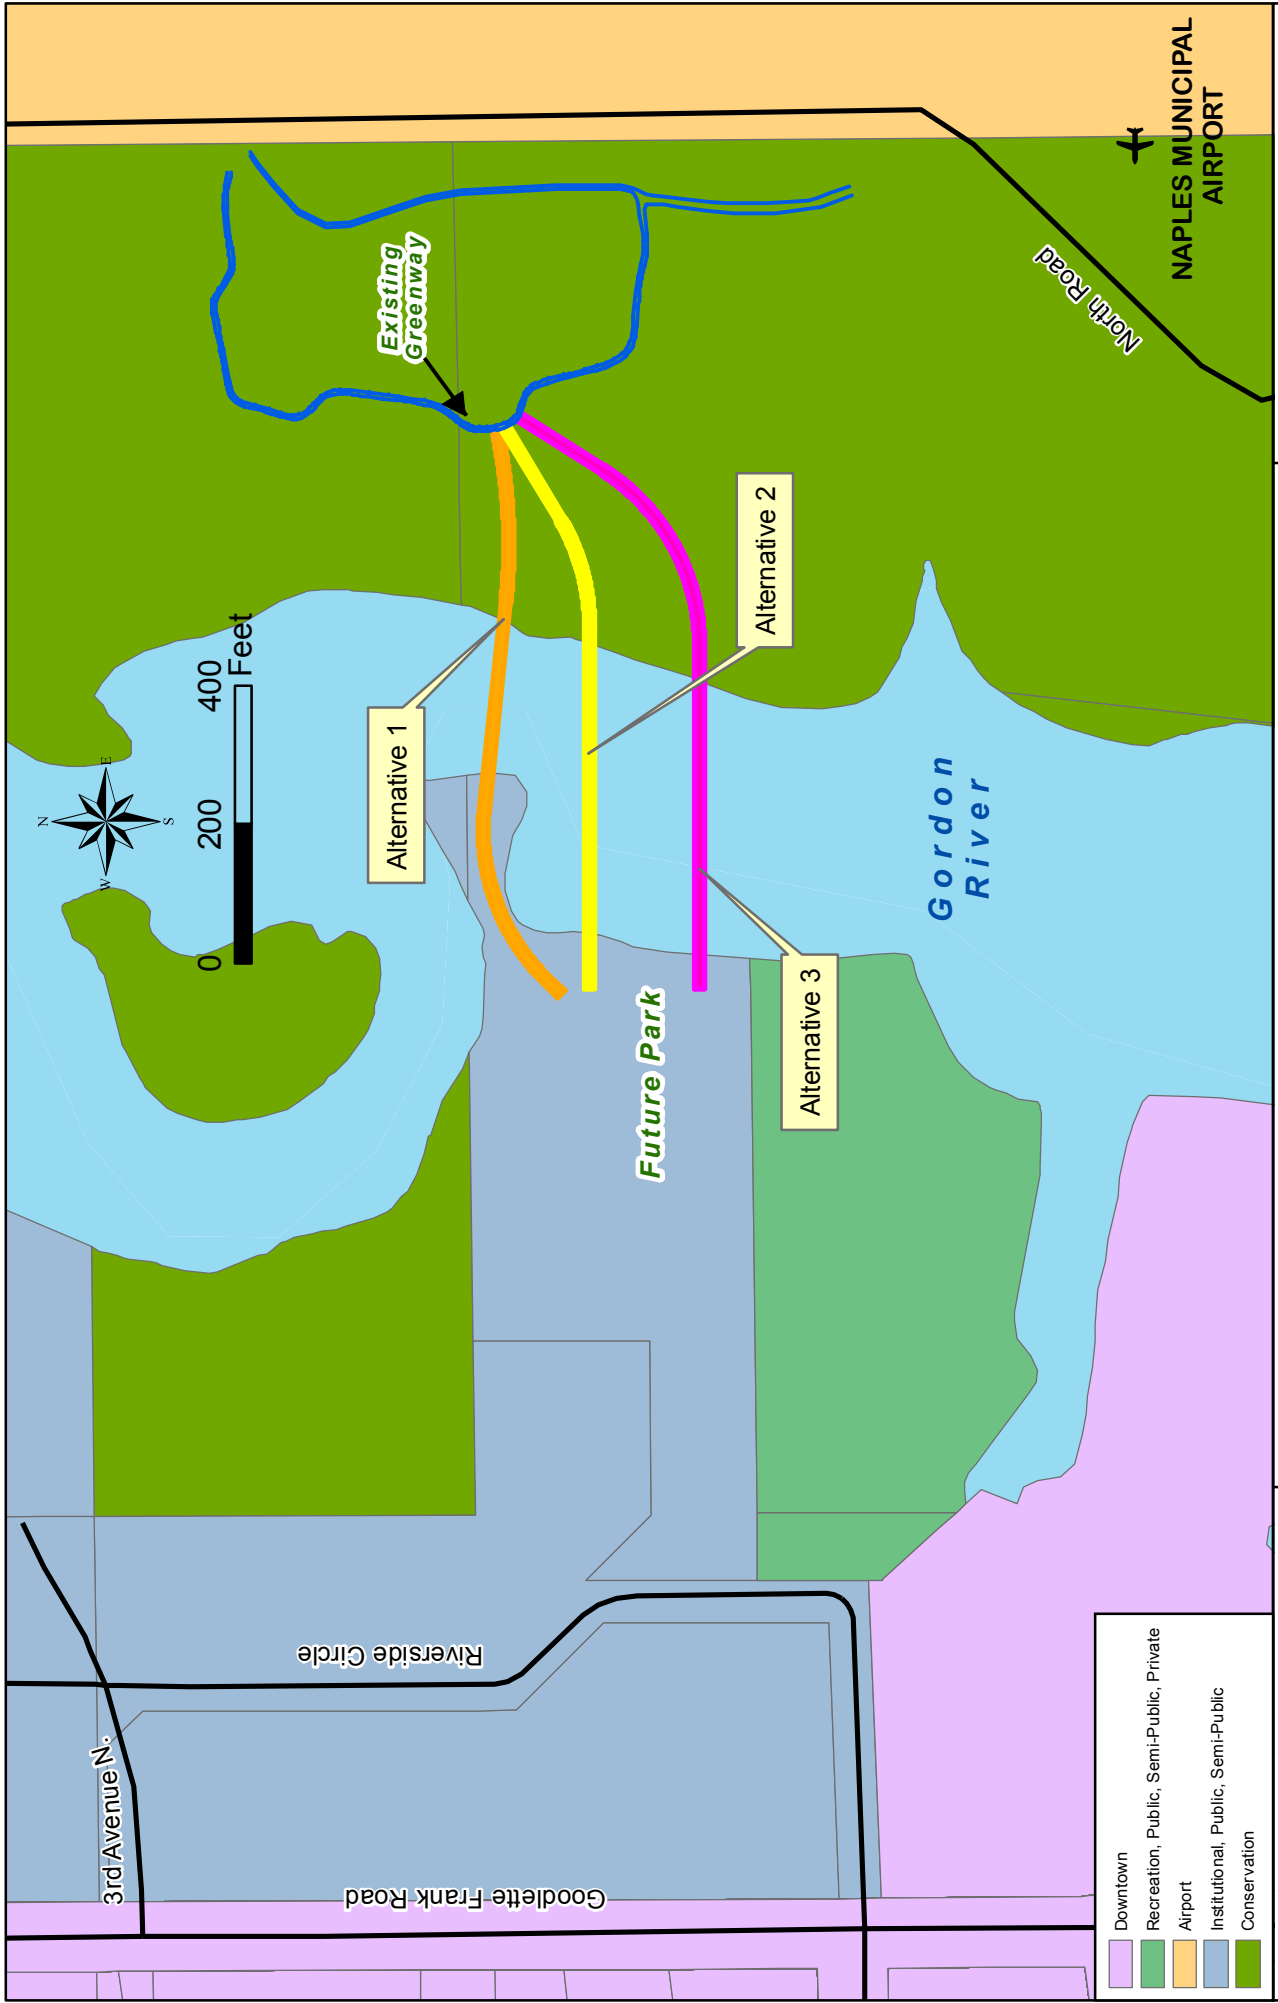 N
W
E
S
0
200
400
Feet
Existing
Greenway
Alternative 1
Alternative 2
Alternative 3
Future Park
Gordon
River
North Road
NAPLES MUNICIPAL
AIRPORT
3rd Avenue N.
Riverside Circle
Goodlette Frank Road
Downtown
Recreation, Public, Semi-Public, Private
Airport
Institutional, Public, Semi-Public
Conservation